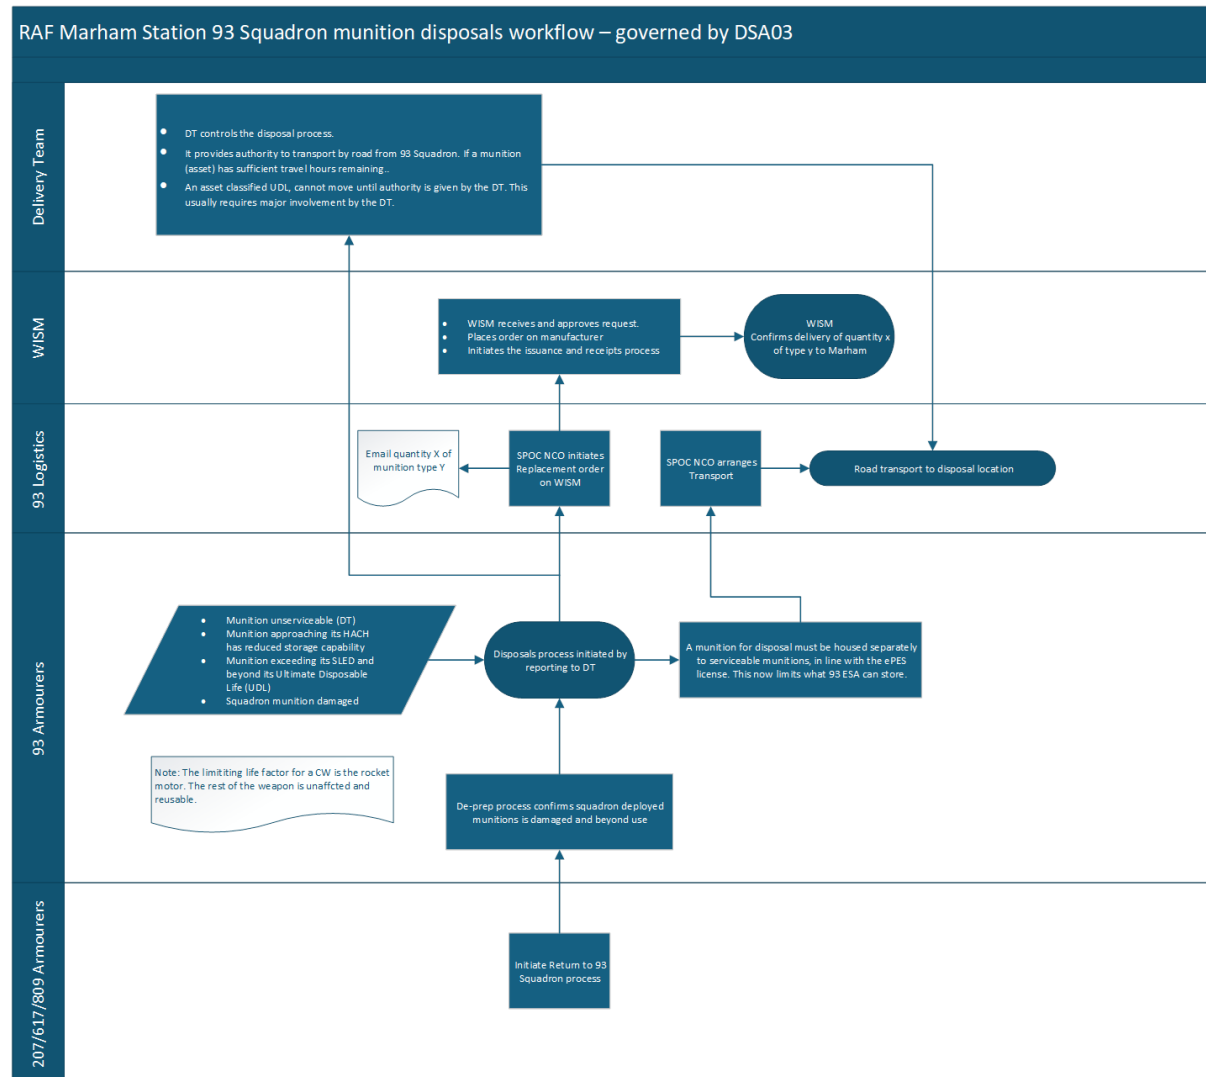 RAF Marham Station 93 Squadron munition disposals workflow – governed by DSA03
Delivery Team
DT controls the disposal process.
It provides authority to transport by road from 93 Squadron. If a munition
(asset) has sufficient travel hours remaining..
An asset classified UDL, cannot move until authority is given by the DT. This
usually requires major involvement by the DT.
WISM
WISM receives and approves request.
Places order on manufacturer
Initiates the issuance and receipts process
WISM
Confirms delivery of quantity x
of type y to Marham
93 Logistics
Email quantity X of
munition type Y
SPOC NCO initiates
Replacement order
on WISM
SPOC NCO arranges
Transport
Road transport to disposal location
93 Armourers
Munition unserviceable (DT)
Munition approaching its HACH
has reduced storage capability
Munition exceeding its SLED and
beyond its Ultimate Disposable
Life (UDL)
Squadron munition damaged
Disposals process initiated by
reporting to DT
A munition for disposal must be housed separately
to serviceable munitions, in line with the ePES
license. This now limits what 93 ESA can store.
Note: The limititing life factor for a CW is the rocket
motor. The rest of the weapon is unaffcted and
reusable.
De-prep process confirms squadron deployed
munitions is damaged and beyond use
207/617/809 Armourers
Initiate Return to 93
Squadron process